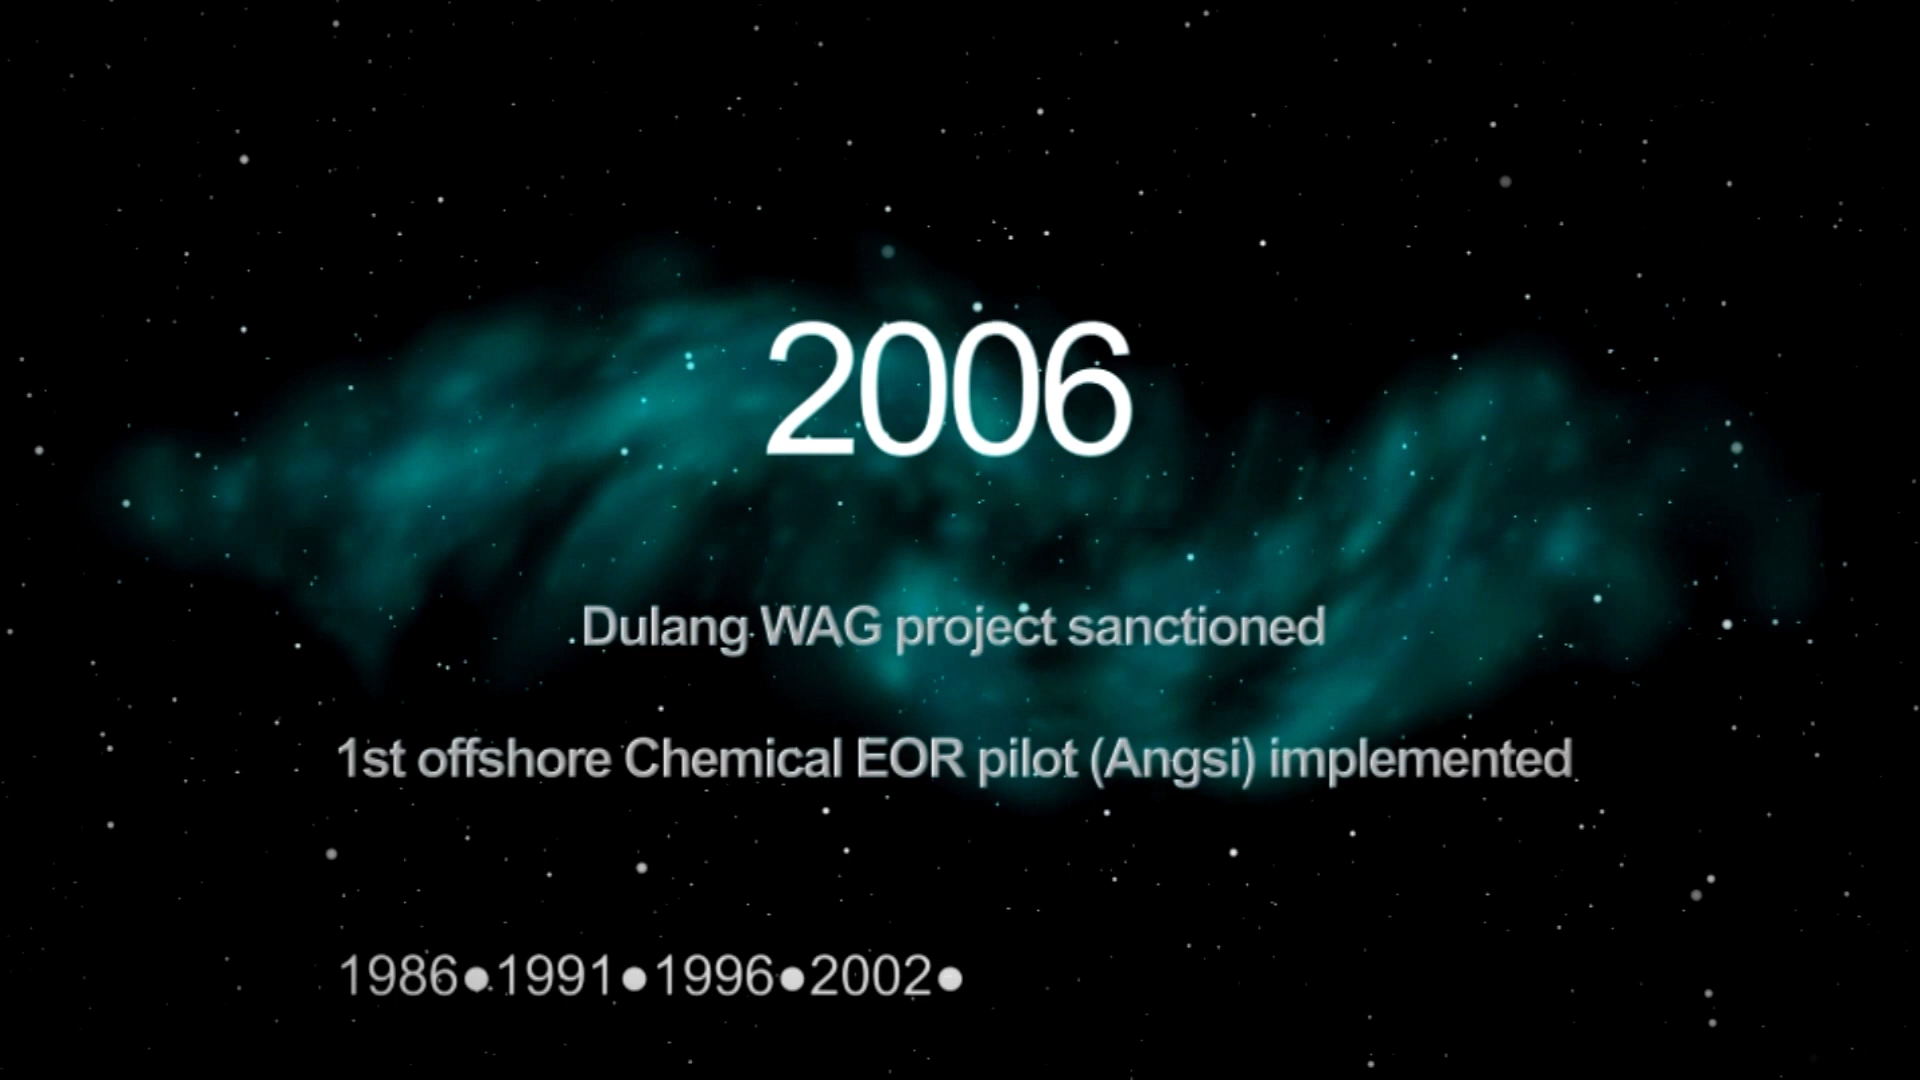 2006
Dulang WAG project sanctioned
1st offshore Chemical EOR pilot (Angsi) implemented
1986●1991●1996●2002●